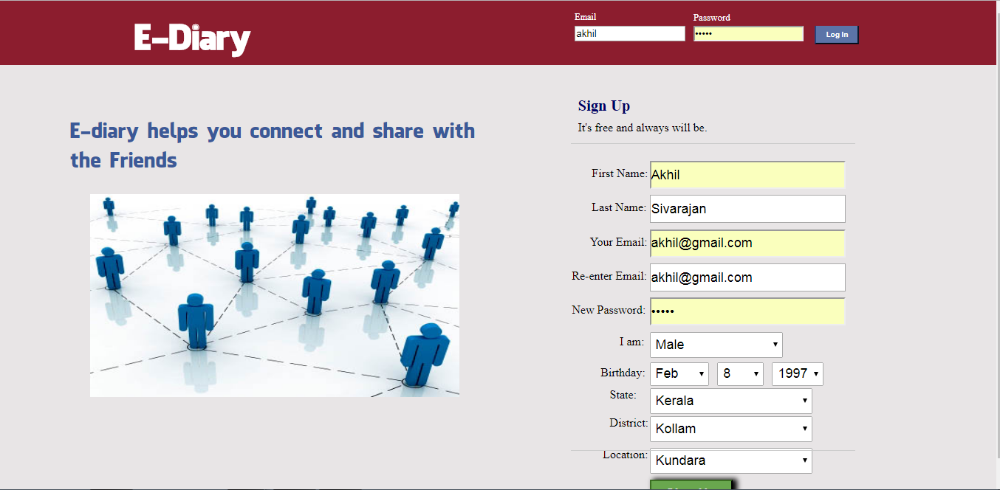 Email
Password
E-Diary
akhil
•••••
Log In
Sign Up
It's free and always will be.
E-diary helps you connect and share with
the Friends
First Name: Akhil
Last Name: Sivarajan
Your Email: akhil@gmail.com
Re-enter Email: akhil@gmail.com
New Password: •••••
I am: Male
Birthday: Feb 8 1997
State: Kerala
District: Kollam
Location: Kundara